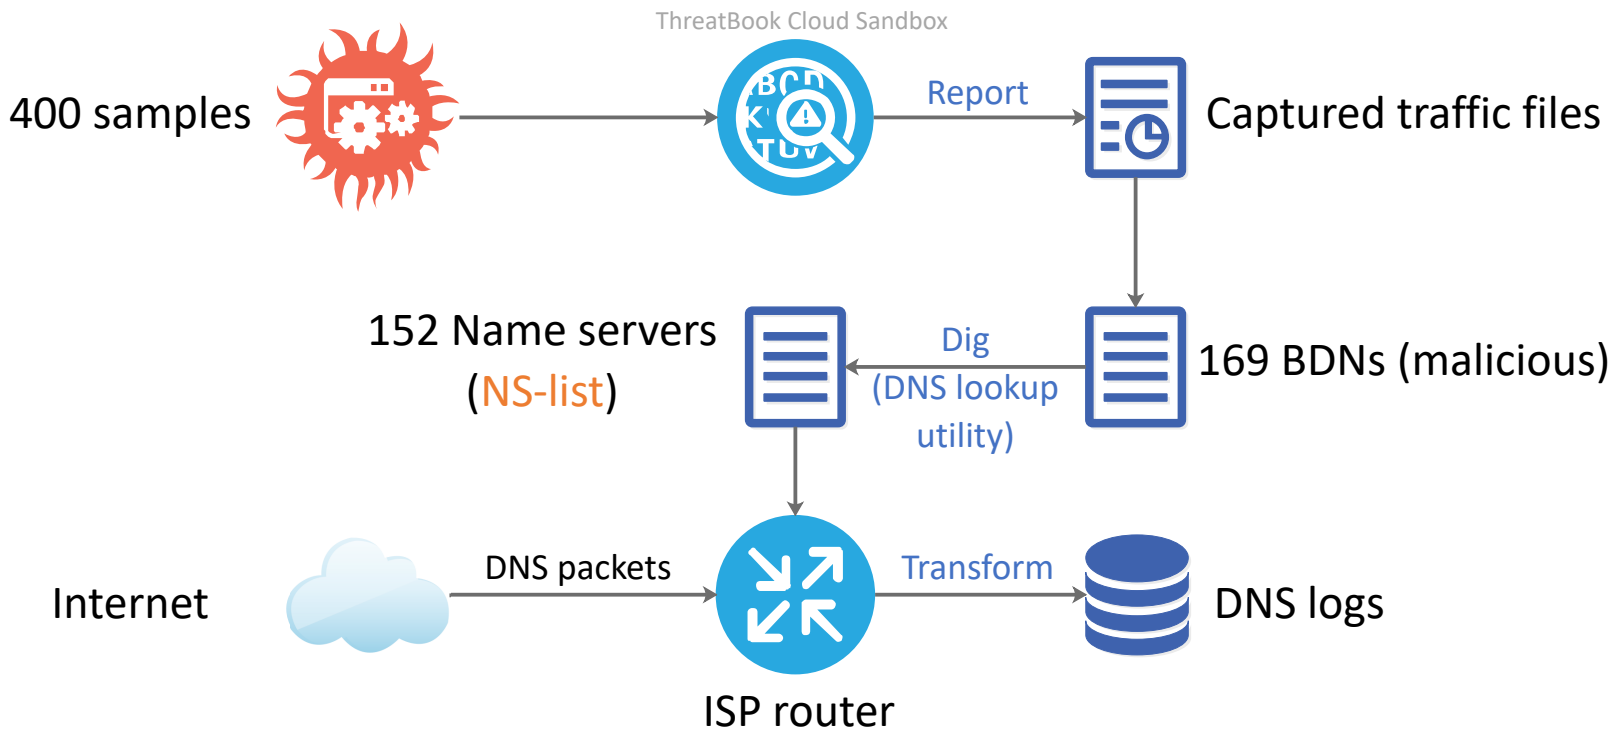 ThreatBook Cloud Sandbox
400 samples
Report
Captured traffic files
152 Name servers
(NS-list)
Dig
(DNS lookup
utility)
169 BDNs (malicious)
Internet
DNS packets
Transform
DNS logs
ISP router